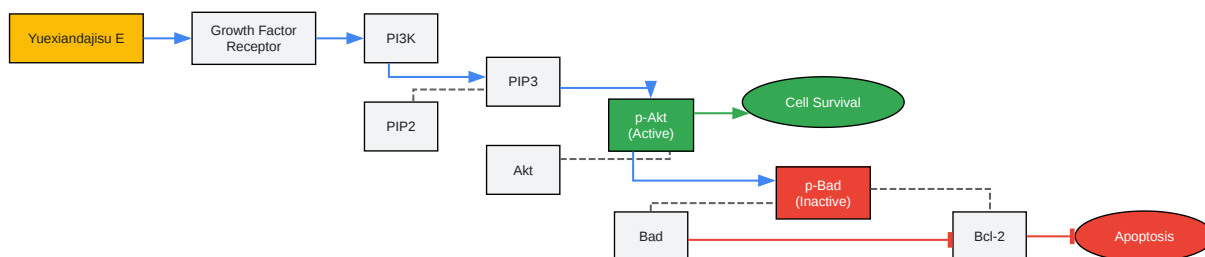 Yuexiandajisu E
Growth Factor
Receptor
PI3K
PIP3
PIP2
p-Akt
(Active)
Cell Survival
Akt
p-Bad
(Inactive)
Bad
Bcl-2
Apoptosis